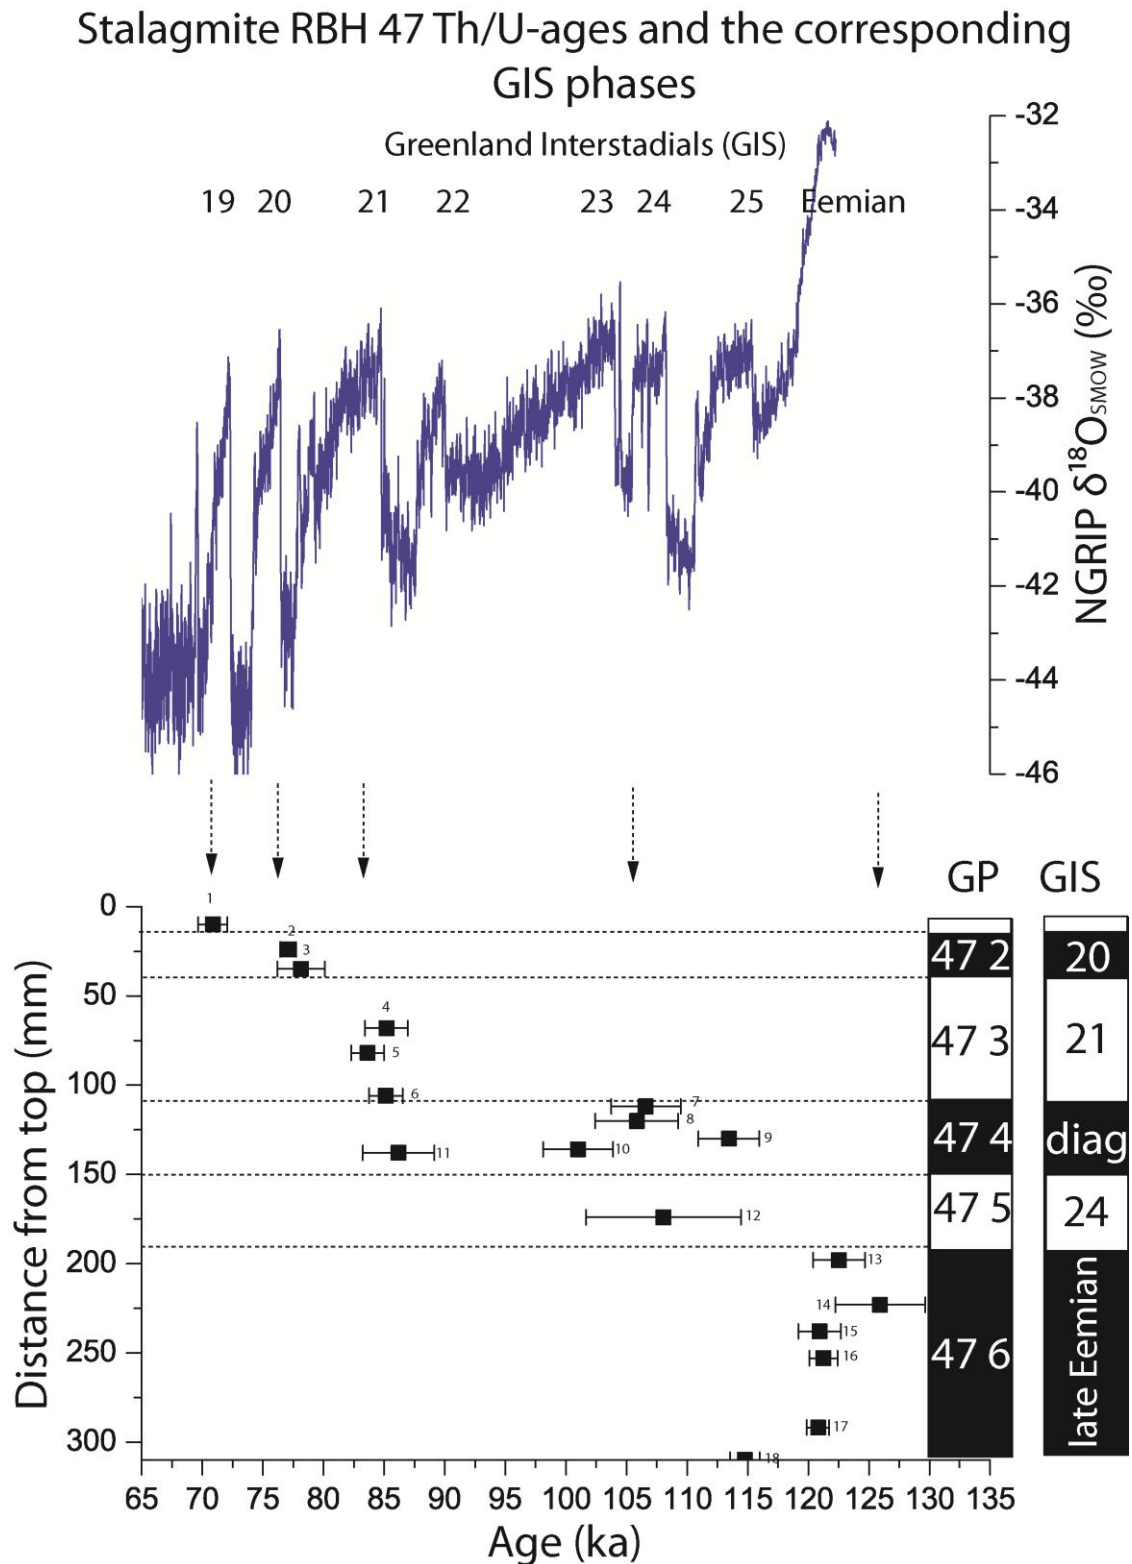 Stalagmite RBH 47 Th/U-ages and the corresponding
GIS phases
Greenland Interstadials (GIS)
19 20 21 22 23 24 25 Eemian
-32
-34
-36
-38
-40
-42
-44
-46
NGRIP δ18OSMOW (‰)
GP GIS
0
50
100
150
200
250
300
Distance from top (mm)
1
2
3
4
5
6
7
8
9
10
11
12
13
14
15
16
17
18
47 2 20
47 3 21
47 4 diag
47 5 24
47 6 late Eemian
65 70 75 80 85 90 95 100 105 110 115 120 125 130 135
Age (ka)